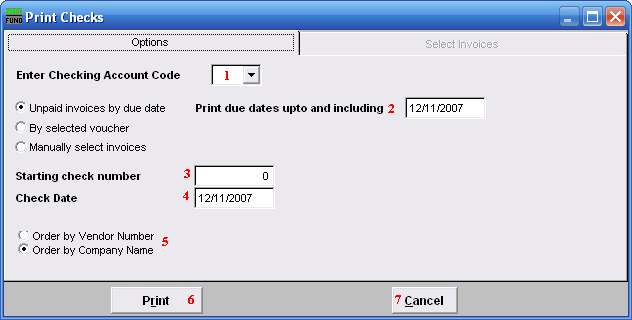 FUND
Print Checks
Options
Select Invoices
Enter Checking Account Code 1
Unpaid invoices by due date
Print due dates upto and including 2 12/11/2007
By selected voucher
Manually select invoices
Starting check number 3 0
Check Date 4 12/11/2007
Order by Vendor Number
Order by Company Name 5
Print 6
7 Cancel